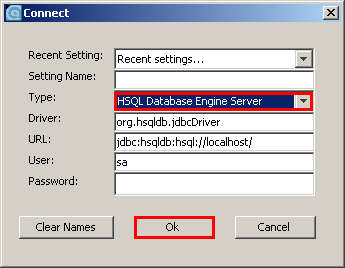 Connect
Recent Setting: Recent settings...
Setting Name:
Type: HSQL Database Engine Server
Driver: org.hsqldb.jdbcDriver
URL: jdbc:hsqldb:hsql://localhost/
User: sa
Password:
Clear Names Ok Cancel